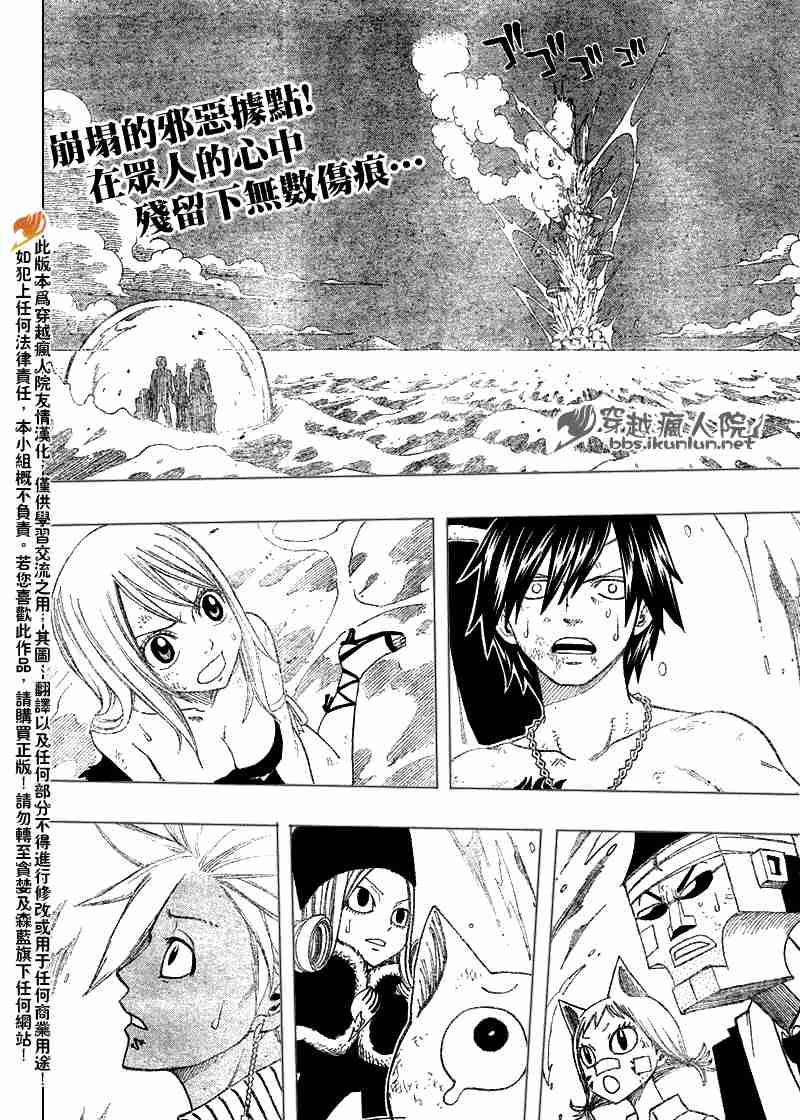 崩塌的邪惡據點!
在眾人的心中
殘留下無數傷痕…
ゴゴゴゴ
穿越瘋人院
bbs.ikunlun.net
此版本爲穿越瘋人院友情漢化;僅供學習交流之用;其圖、翻譯以及任何部分不得進行修改或用于任何商業用途!
如犯上任何法律責任,本小組概不負責。若您喜歡此作品,請購買正版!請勿轉至貪婪及森藍旗下任何網站!